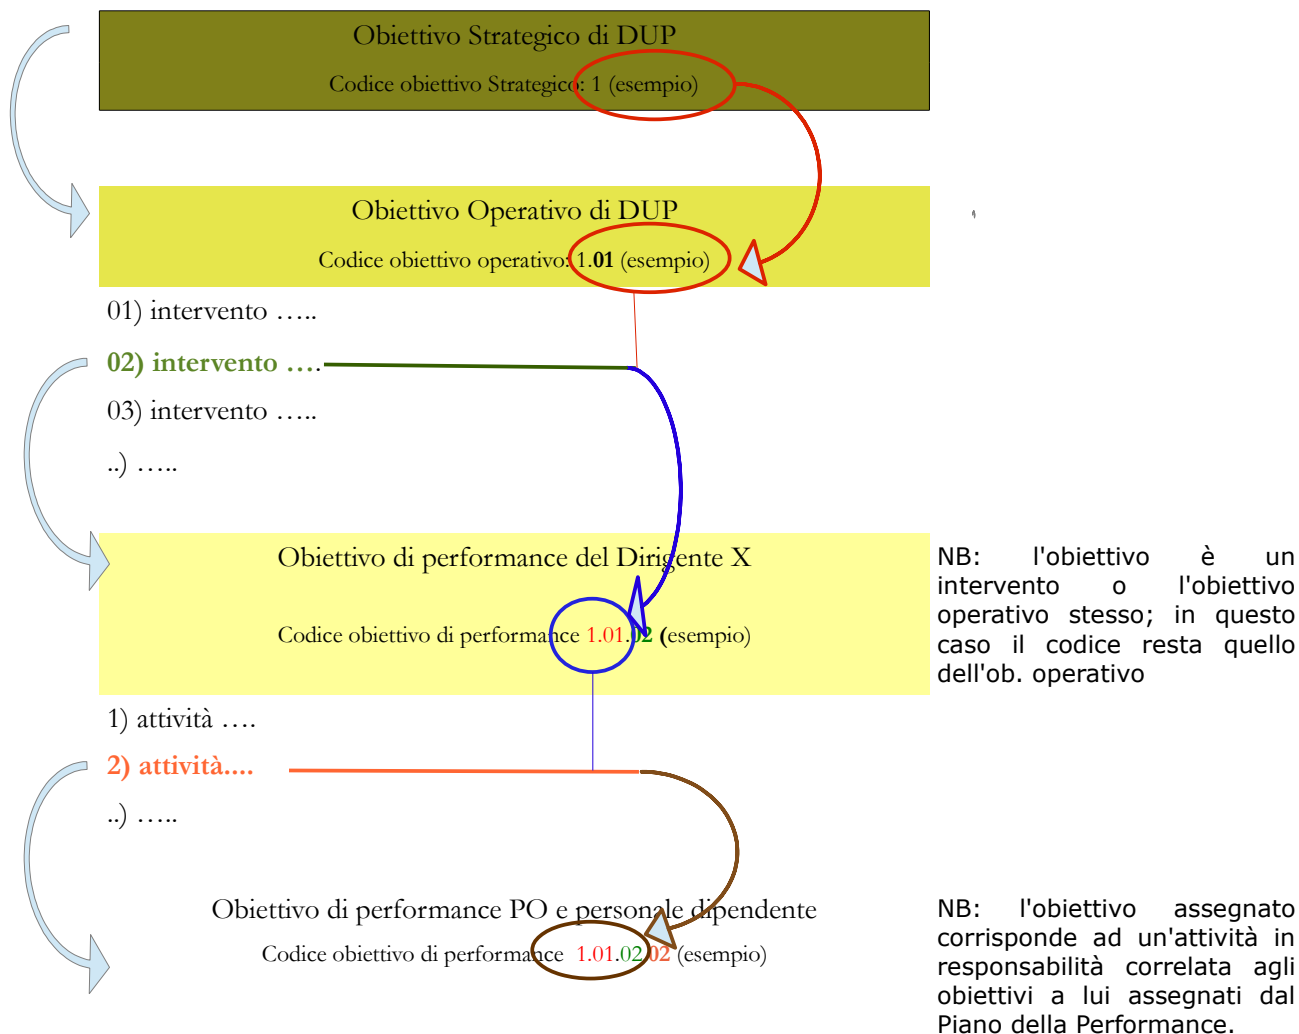 Obiettivo Strategico di DUP
Codice obiettivo Strategico: 1 (esempio)
Obiettivo Operativo di DUP
Codice obiettivo operativo: 1.01 (esempio)
01) intervento …..
02) intervento ….
03) intervento …..
..) …..
Obiettivo di performance del Dirigente X
Codice obiettivo di performance 1.01.02 (esempio)
NB: l'obiettivo è un
intervento o l'obiettivo
operativo stesso; in questo
caso il codice resta quello
dell'ob. operativo
1) attività ….
2) attività....
..) …..
Obiettivo di performance PO e personale dipendente
Codice obiettivo di performance 1.01.02.02 (esempio)
NB: l'obiettivo assegnato
corrisponde ad un'attività in
responsabilità correlata agli
obiettivi a lui assegnati dal
Piano della Performance.